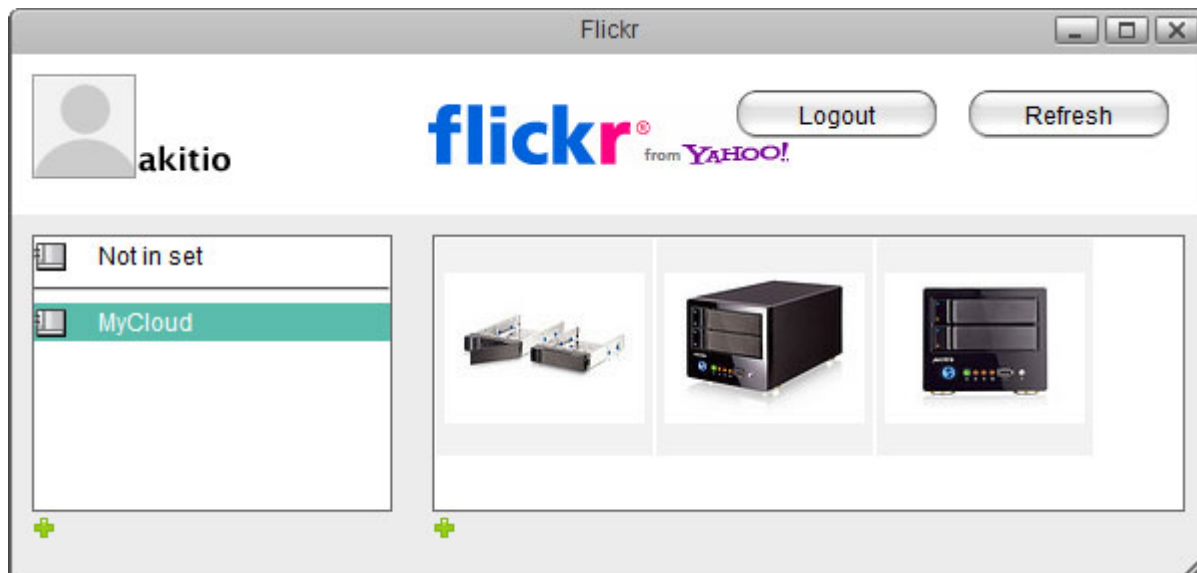 Flickr
akitio
flickr®
from YAHOO!
Logout
Refresh
Not in set
MyCloud